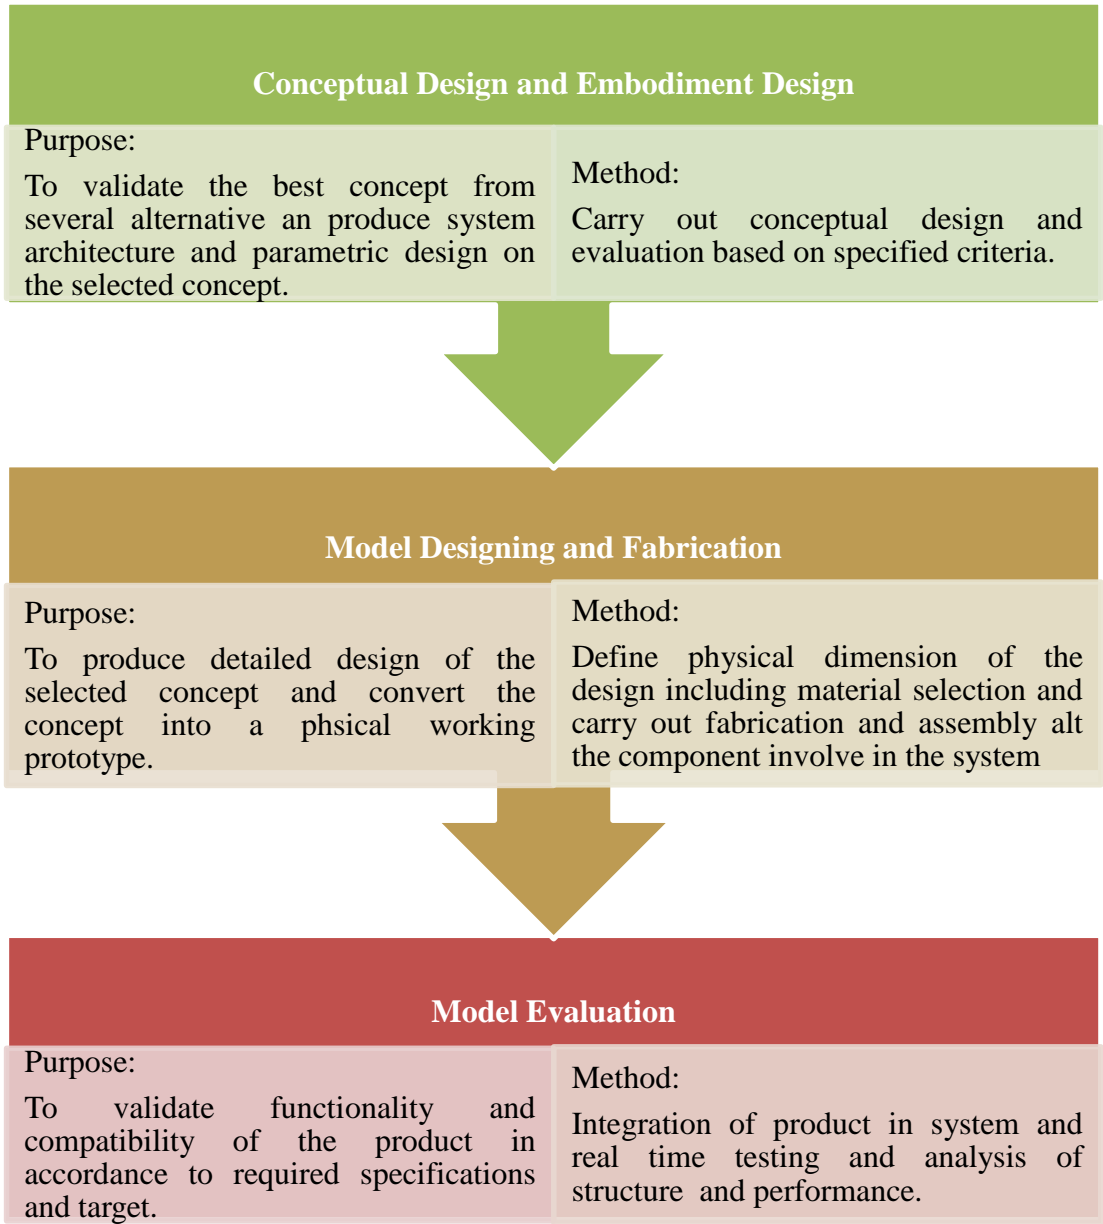 Conceptual Design and Embodiment Design
Purpose:
To validate the best concept from
several alternative an produce system
architecture and parametric design on
the selected concept.
Method:
Carry out conceptual design and
evaluation based on specified criteria.
Model Designing and Fabrication
Purpose:
To produce detailed design of the
selected concept and convert the
concept into a phsical working
prototype.
Method:
Define physical dimension of the
design including material selection and
carry out fabrication and assembly alt
the component involve in the system
Model Evaluation
Purpose:
To validate functionality and
compatibility of the product in
accordance to required specifications
and target.
Method:
Integration of product in system and
real time testing and analysis of
structure and performance.